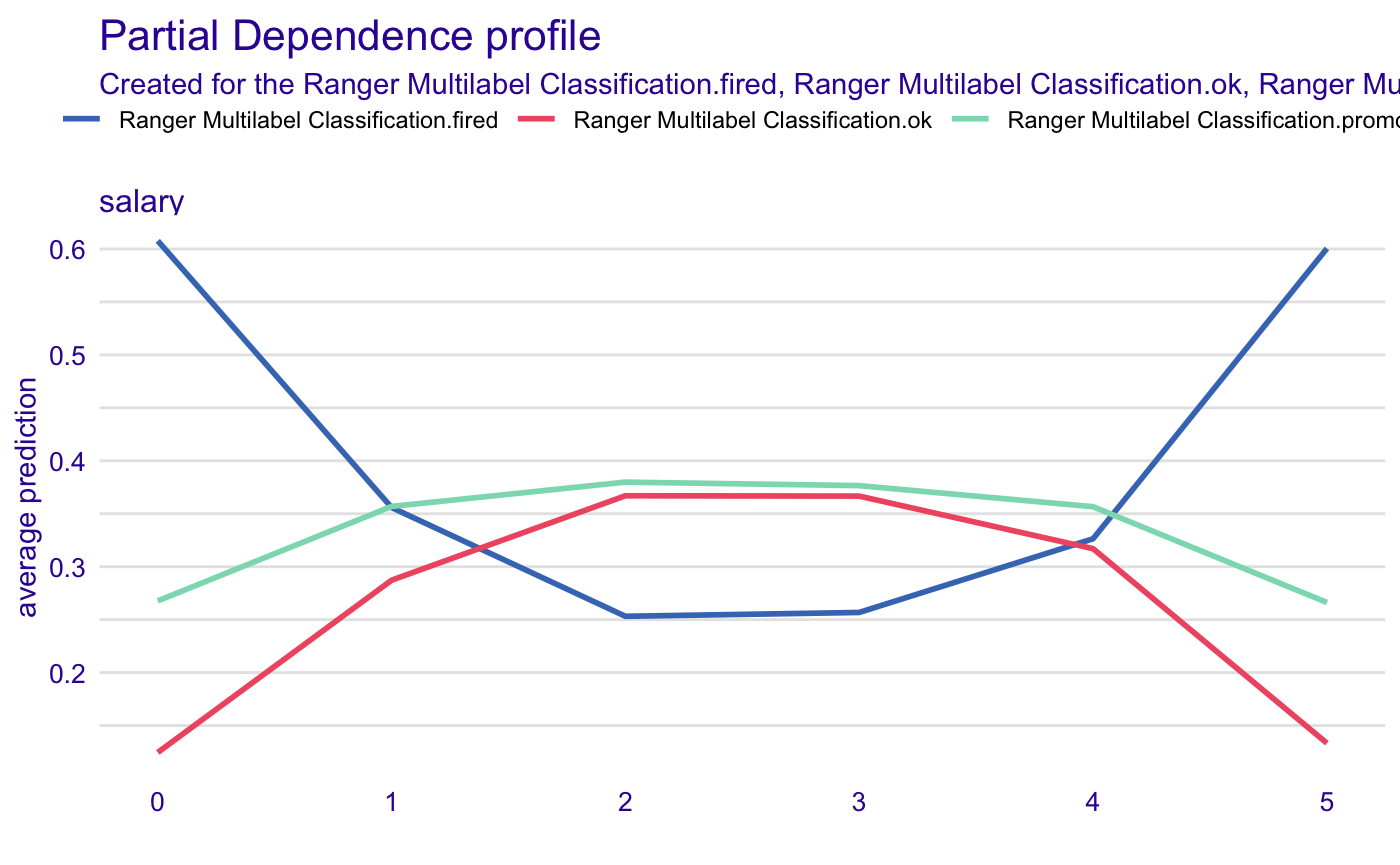 Partial Dependence profile
Created for the Ranger Multilabel Classification.fired, Ranger Multilabel Classification.ok, Ranger Mu
Ranger Multilabel Classification.fired Ranger Multilabel Classification.ok Ranger Multilabel Classification.promo
salary
0.6
0.5
0.4
0.3
0.2
average prediction
0 1 2 3 4 5